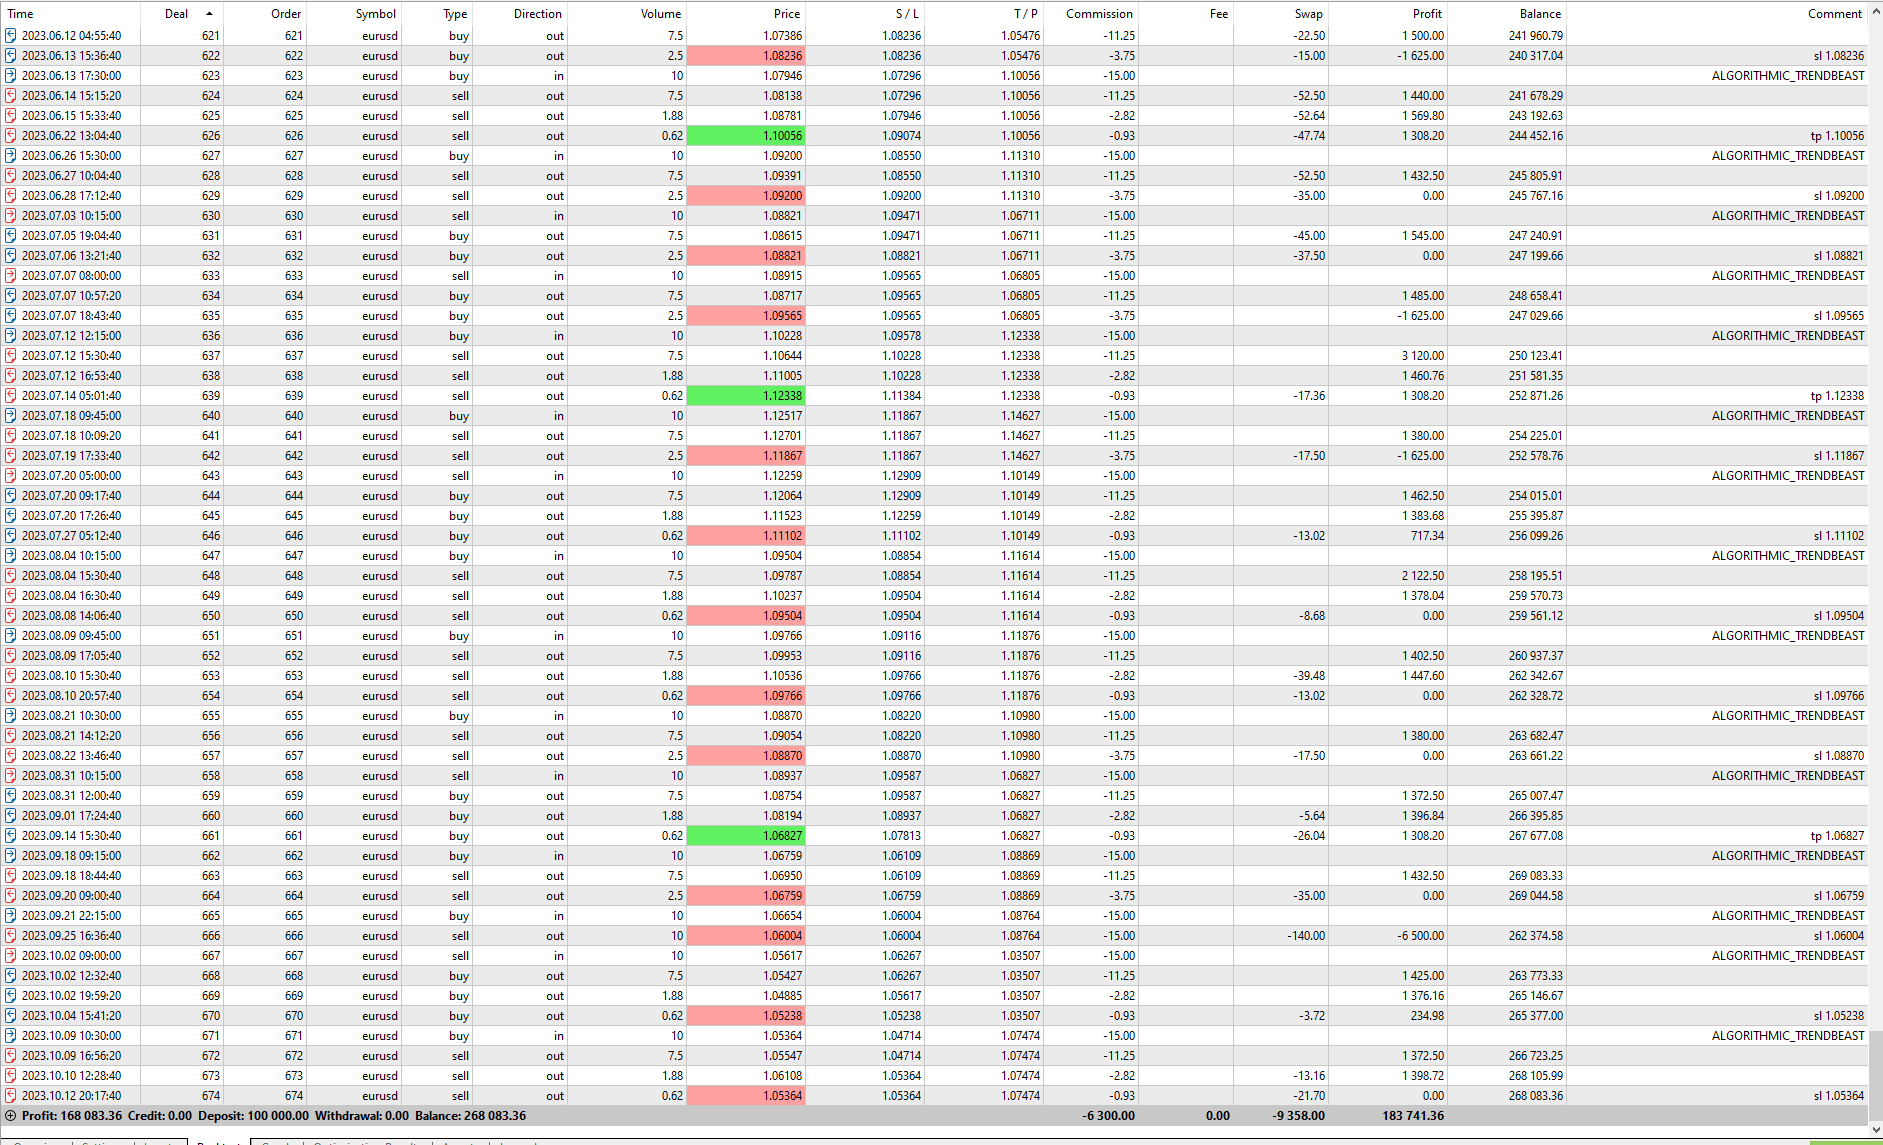 Time Deal Order Symbol Type Direction Volume Price S / L T / P Commission Fee Swap Profit Balance Comment
2023.06.12 04:55:40 621 621 eurusd buy out 7.5 1.07386 1.08236 1.05476 -11.25 -22.50 1 500.00 241 960.79
2023.06.13 15:36:40 622 622 eurusd buy out 2.5 1.08236 1.08236 1.05476 -3.75 -15.00 -1 625.00 240 317.04 sl 1.08236
2023.06.13 17:30:00 623 623 eurusd buy in 10 1.07946 1.07296 1.10056 -15.00 ALGORITHMIC_TRENDBEAST
2023.06.14 15:15:20 624 624 eurusd sell out 7.5 1.08138 1.07296 1.10056 -11.25 -52.50 1 440.00 241 678.29
2023.06.15 15:33:40 625 625 eurusd sell out 1.88 1.08781 1.07946 1.10056 -2.82 -52.64 1 569.80 243 192.63
2023.06.22 13:04:40 626 626 eurusd sell out 0.62 1.10056 1.09074 1.10056 -0.93 -47.74 1 308.20 244 452.16 tp 1.10056
2023.06.26 15:30:00 627 627 eurusd buy in 10 1.09200 1.08550 1.11310 -15.00 ALGORITHMIC_TRENDBEAST
2023.06.27 10:04:40 628 628 eurusd sell out 7.5 1.09391 1.08550 1.11310 -11.25 -52.50 1 432.50 245 805.91
2023.06.28 17:12:40 629 629 eurusd sell out 2.5 1.09200 1.09200 1.11310 -3.75 -35.00 0.00 245 767.16 sl 1.09200
2023.07.03 10:15:00 630 630 eurusd sell in 10 1.08821 1.09471 1.06711 -15.00 ALGORITHMIC_TRENDBEAST
2023.07.05 19:04:40 631 631 eurusd buy out 7.5 1.08615 1.09471 1.06711 -11.25 -45.00 1 545.00 247 240.91
2023.07.06 13:21:40 632 632 eurusd buy out 2.5 1.08821 1.08821 1.06711 -3.75 -37.50 0.00 247 199.66 sl 1.08821
2023.07.07 08:00:00 633 633 eurusd sell in 10 1.08915 1.09565 1.06805 -15.00 ALGORITHMIC_TRENDBEAST
2023.07.07 10:57:20 634 634 eurusd buy out 7.5 1.08717 1.09565 1.06805 -11.25 1 485.00 248 658.41
2023.07.07 18:43:40 635 635 eurusd buy out 2.5 1.09565 1.09565 1.06805 -3.75 -1 625.00 247 029.66 sl 1.09565
2023.07.12 12:15:00 636 636 eurusd buy in 10 1.10228 1.09578 1.12338 -15.00 ALGORITHMIC_TRENDBEAST
2023.07.12 15:30:40 637 637 eurusd sell out 7.5 1.10644 1.10228 1.12338 -11.25 3 120.00 250 123.41
2023.07.12 16:53:40 638 638 eurusd sell out 1.88 1.11005 1.10228 1.12338 -2.82 1 460.76 251 581.35
2023.07.14 05:01:40 639 639 eurusd sell out 0.62 1.12338 1.11384 1.12338 -0.93 -17.36 1 308.20 252 871.26 tp 1.12338
2023.07.18 09:45:00 640 640 eurusd buy in 10 1.12517 1.11867 1.14627 -15.00 ALGORITHMIC_TRENDBEAST
2023.07.18 10:09:20 641 641 eurusd sell out 7.5 1.12701 1.11867 1.14627 -11.25 1 380.00 254 225.01
2023.07.19 17:33:40 642 642 eurusd sell out 2.5 1.11867 1.11867 1.14627 -3.75 -17.50 -1 625.00 252 578.76 sl 1.11867
2023.07.20 05:00:00 643 643 eurusd sell in 10 1.12259 1.12909 1.10149 -15.00 ALGORITHMIC_TRENDBEAST
2023.07.20 09:17:40 644 644 eurusd buy out 7.5 1.12064 1.12909 1.10149 -11.25 1 462.50 254 015.01
2023.07.20 17:26:40 645 645 eurusd buy out 1.88 1.11523 1.12259 1.10149 -2.82 1 383.68 255 395.87
2023.07.27 05:12:40 646 646 eurusd buy out 0.62 1.11102 1.11102 1.10149 -0.93 -13.02 717.34 256 099.26 sl 1.11102
2023.08.04 10:15:00 647 647 eurusd buy in 10 1.09504 1.08854 1.11614 -15.00 ALGORITHMIC_TRENDBEAST
2023.08.04 15:30:40 648 648 eurusd sell out 7.5 1.09787 1.08854 1.11614 -11.25 2 122.50 258 195.51
2023.08.04 16:30:40 649 649 eurusd sell out 1.88 1.10237 1.09504 1.11614 -2.82 1 378.04 259 570.73
2023.08.08 14:06:40 650 650 eurusd sell out 0.62 1.09504 1.09504 1.11614 -0.93 -8.68 0.00 259 561.12 sl 1.09504
2023.08.09 09:45:00 651 651 eurusd buy in 10 1.09766 1.09116 1.11876 -15.00 ALGORITHMIC_TRENDBEAST
2023.08.09 17:05:40 652 652 eurusd sell out 7.5 1.09953 1.09116 1.11876 -11.25 1 402.50 260 937.37
2023.08.10 15:30:40 653 653 eurusd sell out 1.88 1.10536 1.09766 1.11876 -2.82 -39.48 1 447.60 262 342.67
2023.08.10 20:57:40 654 654 eurusd sell out 0.62 1.09766 1.09766 1.11876 -0.93 -13.02 0.00 262 328.72 sl 1.09766
2023.08.21 10:30:00 655 655 eurusd buy in 10 1.08870 1.08220 1.10980 -15.00 ALGORITHMIC_TRENDBEAST
2023.08.21 14:12:20 656 656 eurusd sell out 7.5 1.09054 1.08220 1.10980 -11.25 1 380.00 263 682.47
2023.08.22 13:46:40 657 657 eurusd sell out 2.5 1.08870 1.08870 1.10980 -3.75 -17.50 0.00 263 661.22 sl 1.08870
2023.08.31 10:15:00 658 658 eurusd sell in 10 1.08937 1.09587 1.06827 -15.00 ALGORITHMIC_TRENDBEAST
2023.08.31 12:00:40 659 659 eurusd buy out 7.5 1.08754 1.09587 1.06827 -11.25 1 372.50 265 007.47
2023.09.01 17:24:40 660 660 eurusd buy out 1.88 1.08194 1.08937 1.06827 -2.82 -5.64 1 396.84 266 395.85
2023.09.14 15:30:40 661 661 eurusd buy out 0.62 1.06827 1.07813 1.06827 -0.93 -26.04 1 308.20 267 677.08 tp 1.06827
2023.09.18 09:15:00 662 662 eurusd buy in 10 1.06759 1.06109 1.08869 -15.00 ALGORITHMIC_TRENDBEAST
2023.09.18 18:44:40 663 663 eurusd sell out 7.5 1.06950 1.06109 1.08869 -11.25 1 432.50 269 083.33
2023.09.20 09:00:40 664 664 eurusd sell out 2.5 1.06759 1.06759 1.08869 -3.75 -35.00 0.00 269 044.58 sl 1.06759
2023.09.21 22:15:00 665 665 eurusd buy in 10 1.06654 1.06004 1.08764 -15.00 ALGORITHMIC_TRENDBEAST
2023.09.25 16:36:40 666 666 eurusd sell out 10 1.06004 1.06004 1.08764 -15.00 -140.00 -6 500.00 262 374.58 sl 1.06004
2023.10.02 09:00:00 667 667 eurusd sell in 10 1.05617 1.06267 1.03507 -15.00 ALGORITHMIC_TRENDBEAST
2023.10.02 12:32:40 668 668 eurusd buy out 7.5 1.05427 1.06267 1.03507 -11.25 1 425.00 263 773.33
2023.10.02 19:59:20 669 669 eurusd buy out 1.88 1.04885 1.05617 1.03507 -2.82 1 376.16 265 146.67
2023.10.04 15:41:20 670 670 eurusd buy out 0.62 1.05238 1.05238 1.03507 -0.93 -3.72 234.98 265 377.00 sl 1.05238
2023.10.09 10:30:00 671 671 eurusd buy in 10 1.05364 1.04714 1.07474 -15.00 ALGORITHMIC_TRENDBEAST
2023.10.09 16:56:20 672 672 eurusd sell out 7.5 1.05547 1.04714 1.07474 -11.25 1 372.50 266 723.25
2023.10.10 12:28:40 673 673 eurusd sell out 1.88 1.06108 1.05364 1.07474 -2.82 -13.16 1 398.72 268 105.99
2023.10.12 20:17:40 674 674 eurusd sell out 0.62 1.05364 1.05364 1.07474 -0.93 -21.70 0.00 268 083.36 sl 1.05364
Profit: 168 083.36 Credit: 0.00 Deposit: 100 000.00 Withdrawal: 0.00 Balance: 268 083.36 -6 300.00 0.00 -9 358.00 183 741.36